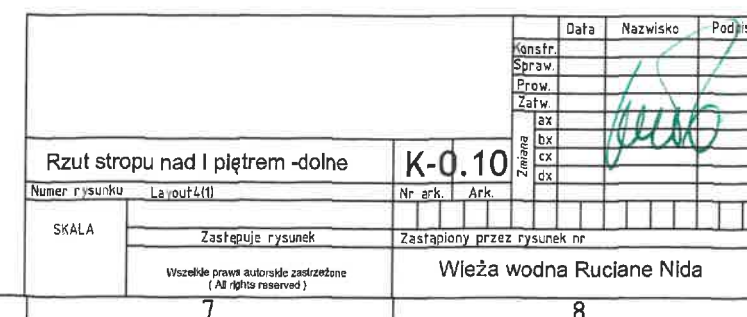 Data Nazwisko Podpis
Konstr.
Spraw.
Prow.
Zatw.
Zmiana
ax
bx
cx
dx
Rzut stropu nad I piętrem -dolne K-0.10
Numer rysunku Layout4(1) Nr ark. Ark.
SKALA
Zastępuje rysunek Zastąpiony przez rysunek nr
Wszelkie prawa autorskie zastrzeżone
( All rights reserved )
Wieża wodna Ruciane Nida
7 8